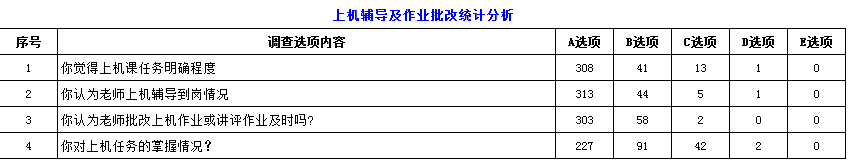 上机辅导及作业批改统计分析
序号 调查选项内容 A选项 B选项 C选项 D选项 E选项
1 你觉得上机课任务明确程度 308 41 13 1 0
2 你认为老师上机辅导到岗情况 313 44 5 1 0
3 你认为老师批改上机作业或讲评作业及时吗? 303 58 2 0 0
4 你对上机任务的掌握情况? 227 91 42 2 0